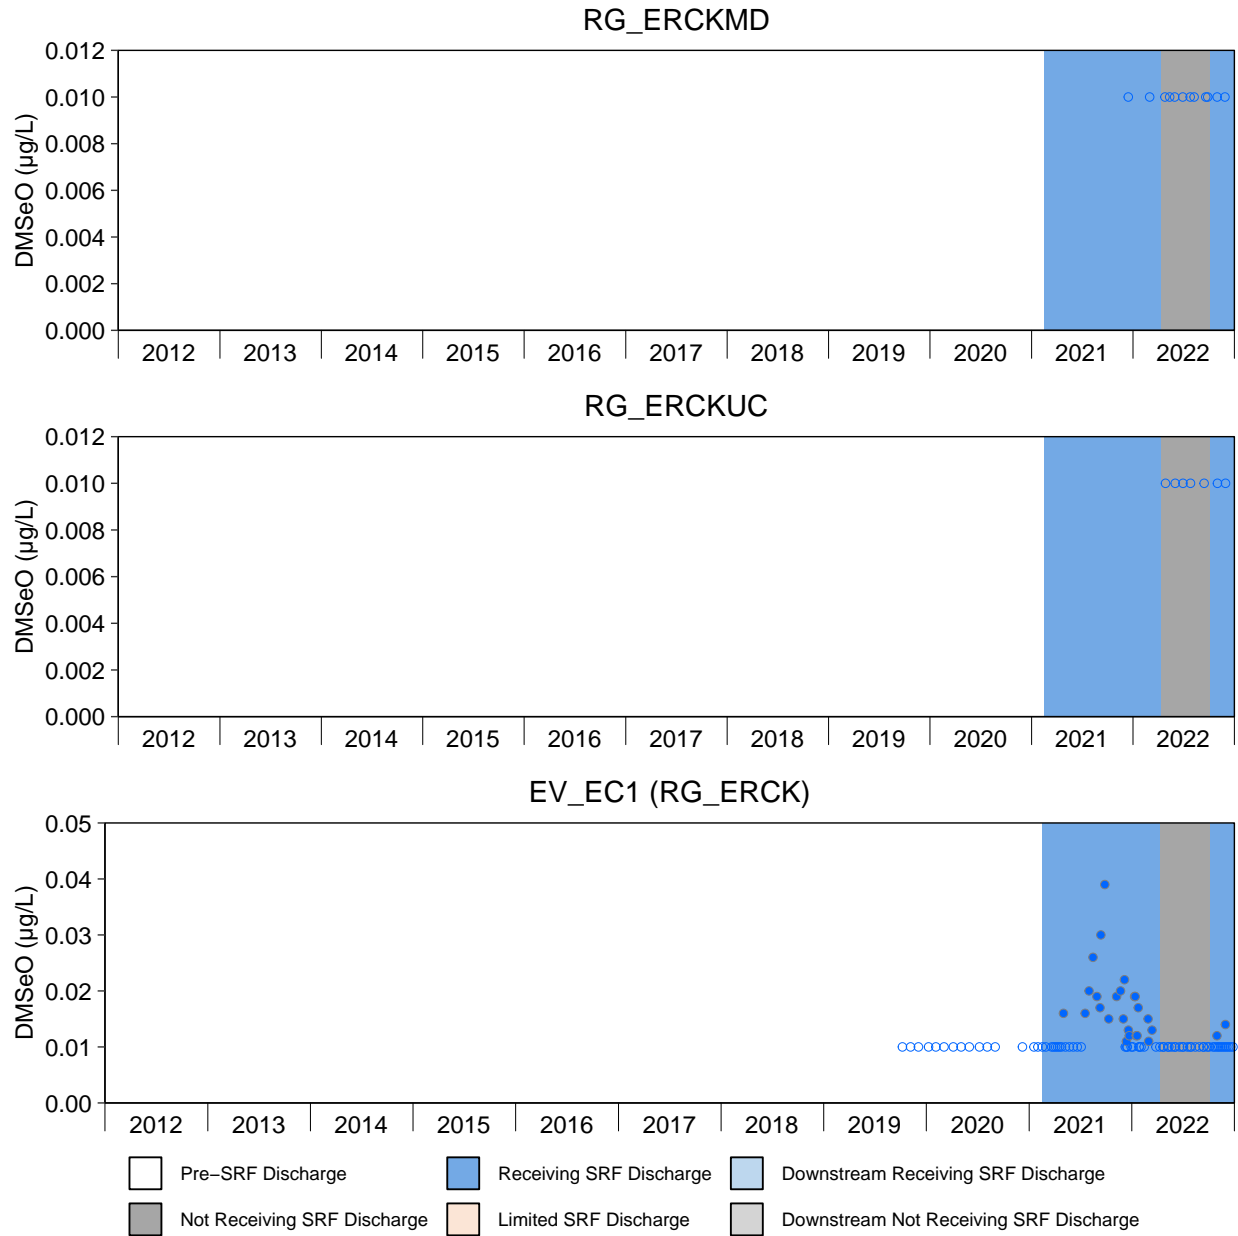 RG_ERCKMD
DMSeO (µg/L)
0.012
0.010
0.008
0.006
0.004
0.002
0.000
2012 2013 2014 2015 2016 2017 2018 2019 2020 2021 2022
RG_ERCKUC
DMSeO (µg/L)
0.012
0.010
0.008
0.006
0.004
0.002
0.000
2012 2013 2014 2015 2016 2017 2018 2019 2020 2021 2022
EV_EC1 (RG_ERCK)
DMSeO (µg/L)
0.05
0.04
0.03
0.02
0.01
0.00
2012 2013 2014 2015 2016 2017 2018 2019 2020 2021 2022
Pre−SRF Discharge Receiving SRF Discharge Downstream Receiving SRF Discharge
Not Receiving SRF Discharge Limited SRF Discharge Downstream Not Receiving SRF Discharge